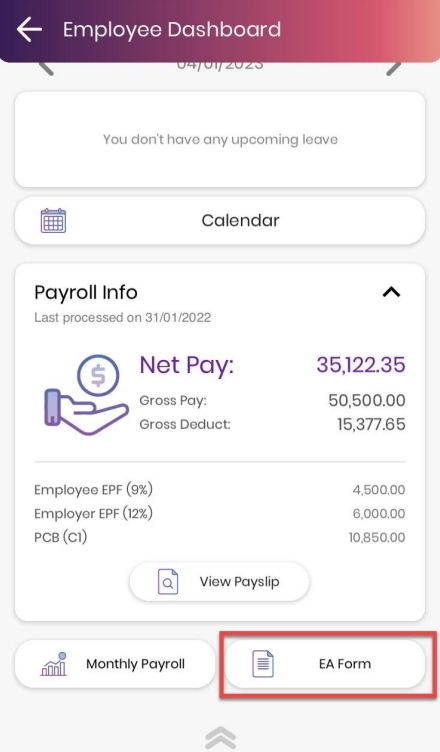 Employee Dashboard
04/01/2023
You don't have any upcoming leave
Calendar
Payroll Info
Last processed on 31/01/2022
$
Net Pay: 35,122.35
Gross Pay: 50,500.00
Gross Deduct: 15,377.65
Employee EPF (9%) 4,500.00
Employer EPF (12%) 6,000.00
PCB (C1) 10,850.00
View Payslip
Monthly Payroll
EA Form